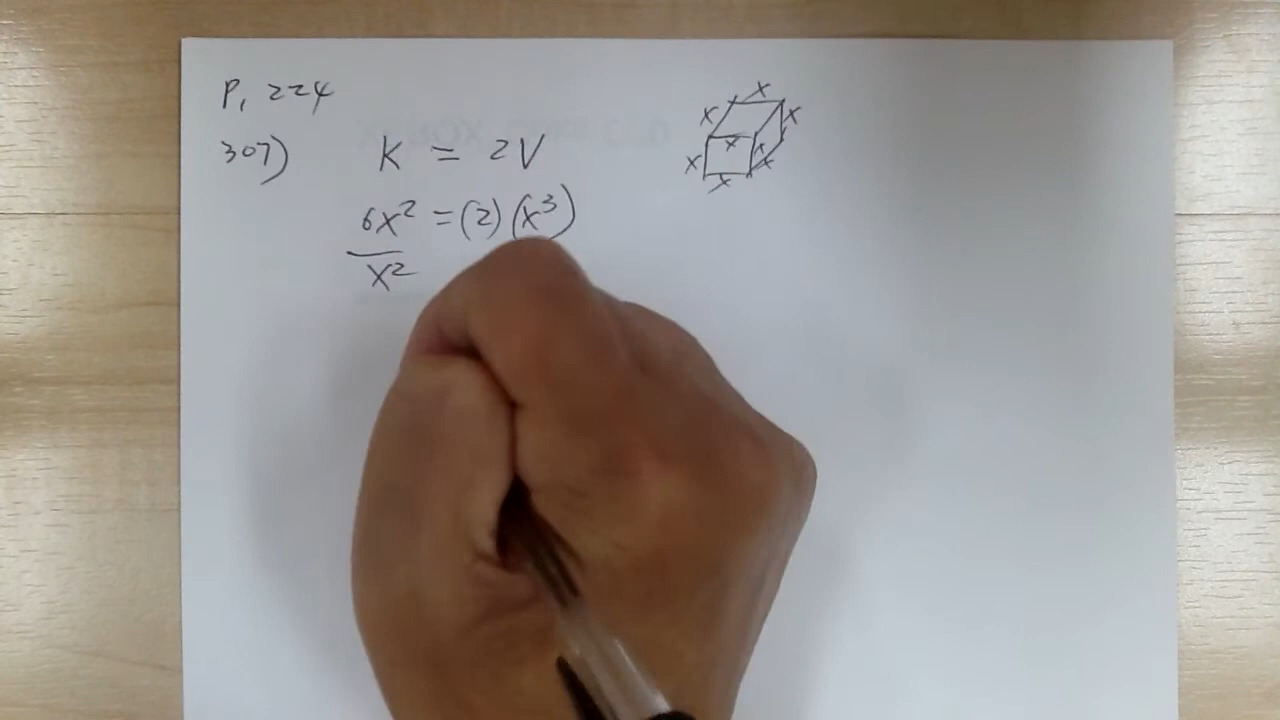 P. 224
307) K = 2V
6x² = (2)(x³)
x²
x
x
x
x
x
x
x
x